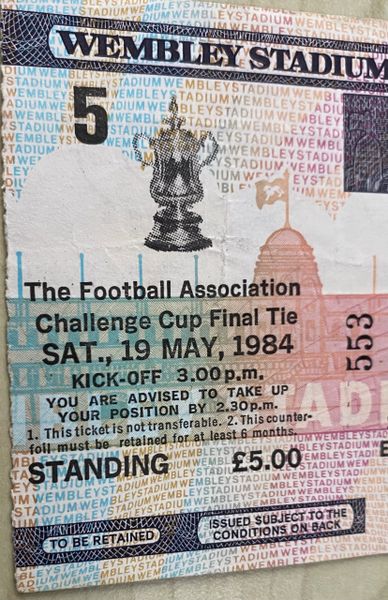 WEMBLEY STADIUM
5
The Football Association
Challenge Cup Final Tie
SAT., 19 MAY, 1984
KICK-OFF 3.00 p.m.
YOU ARE ADVISED TO TAKE UP
YOUR POSITION BY 2.30 p.m.
1. This ticket is not transferable. 2. This counter-
foil must be retained for at least 6 months.
STANDING £5.00
553
TO BE RETAINED
ISSUED SUBJECT TO THE
CONDITIONS ON BACK